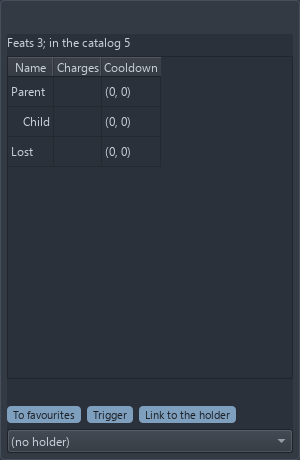 Feats 3; in the catalog 5
Name Charges Cooldown
Parent (0, 0)
Child (0, 0)
Lost (0, 0)
To favourites Trigger Link to the holder
(no holder)